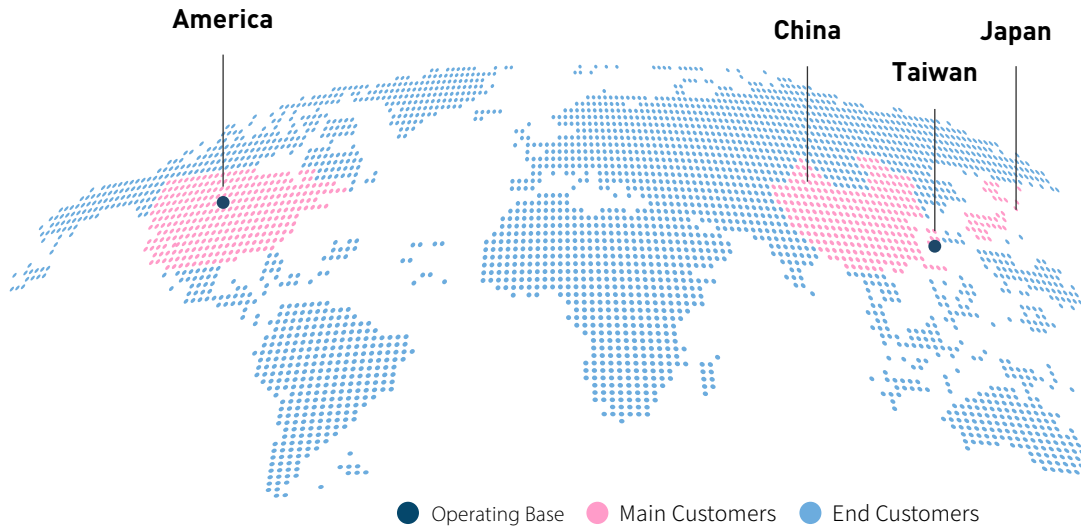 America
China
Japan
Taiwan
Operating Base
Main Customers
End Customers